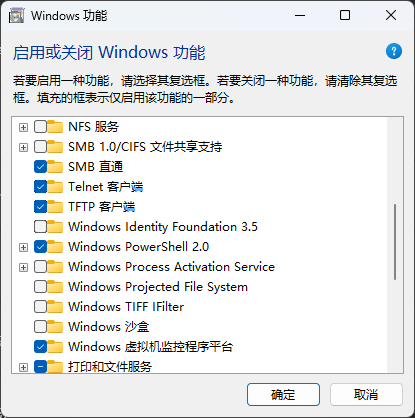 Windows 功能
启用或关闭 Windows 功能
若要启用一种功能，请选择其复选框。若要关闭一种功能，请清除其复选
框。填充的框表示仅启用该功能的一部分。
NFS 服务
SMB 1.0/CIFS 文件共享支持
SMB 直通
Telnet 客户端
TFTP 客户端
Windows Identity Foundation 3.5
Windows PowerShell 2.0
Windows Process Activation Service
Windows Projected File System
Windows TIFF IFilter
Windows 沙盒
Windows 虚拟机监控程序平台
打印和文件服务
确定
取消